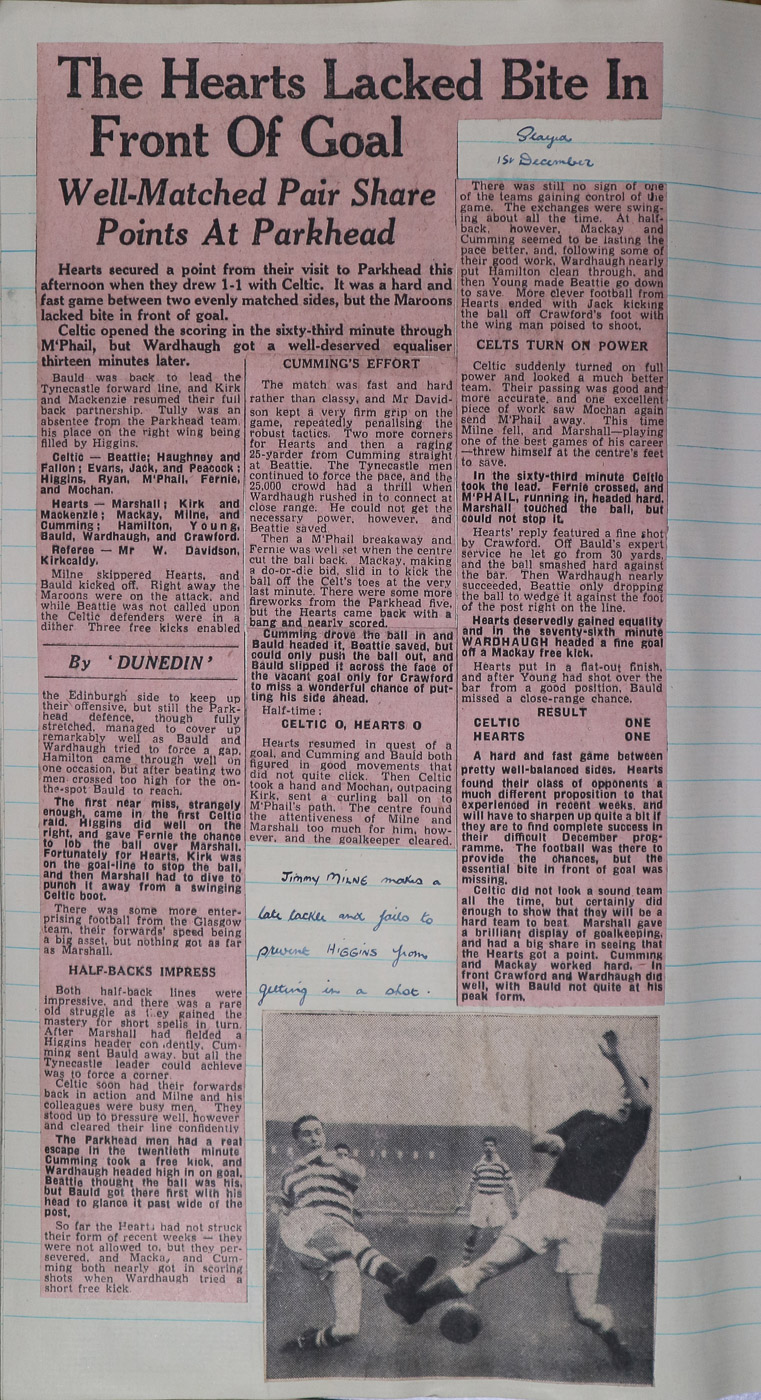 The Hearts Lacked Bite In
Front Of Goal
Well-Matched Pair Share
Points At Parkhead
Hearts secured a point from their visit to Parkhead this
afternoon when they drew 1-1 with Celtic. It was a hard and
fast game between two evenly matched sides, but the Maroons
lacked bite in front of goal.
Celtic opened the scoring in the sixty-third minute through
M'Phail, but Wardhaugh got a well-deserved equaliser
thirteen minutes later.
Bauld was back to lead the
Tynecastle forward line, and Kirk
and Mackenzie resumed their full
back partnership. Tully was an
absentee from the Parkhead team,
his place on the right wing being
filled by Higgins.
Celtic — Beattie; Haughney and
Fallon; Evans, Jack, and Peacock;
Higgins, Ryan, M'Phail, Fernie,
and Mochan.
Hearts — Marshall; Kirk and
Mackenzie; Mackay, Milne, and
Cumming; Hamilton, Young,
Bauld, Wardhaugh, and Crawford.
Referee — Mr W. Davidson,
Kirkcaldy.
Milne skippered Hearts, and
Bauld kicked off. Right away the
Maroons were on the attack, and
while Beattie was not called upon
the Celtic defenders were in a
dither Three free kicks enabled
By 'DUNEDIN'
the Edinburgh side to keep up
their offensive, but still the Park-
head defence, though fully
stretched, managed to cover up
remarkably well as Bauld and
Wardhaugh tried to force a gap.
Hamilton came through well on
one occasion, but after beating two
men crossed too high for the on-
the-spot Bauld to reach.
The first near miss, strangely
enough, came in the first Celtic
raid. Higgins did well on the
right, and gave Fernie the chance
to lob the ball over Marshall.
Fortunately for Hearts, Kirk was
on the goal-line to stop the ball,
and then Marshall had to dive to
punch it away from a swinging
Celtic boot.
There was some more enter-
prising football from the Glasgow
team, their forwards' speed being
a big asset, but nothing got as far
as Marshall.
HALF-BACKS IMPRESS
Both half-back lines were
impressive, and there was a rare
old struggle as they gained the
mastery for short spells in turn.
After Marshall had fielded a
Higgins header confidently, Cum-
ming sent Bauld away, but all the
Tynecastle leader could achieve
was to force a corner.
Celtic soon had their forwards
back in action and Milne and his
colleagues were busy men. They
stood up to pressure well, however
and cleared their line confidently
The Parkhead men had a real
escape in the twentieth minute
Cumming took a free kick, and
Wardhaugh headed high in on goal.
Beattie thought the ball was his,
but Bauld got there first with his
head to glance it past wide of the
post.
So far the Hearts had not struck
their form of recent weeks — they
were not allowed to, but they per-
severed, and Mackay and Cum-
ming both nearly got in scoring
shots when Wardhaugh tried a
short free kick.
CUMMING'S EFFORT
The match was fast and hard
rather than classy, and Mr David-
son kept a very firm grip on the
game, repeatedly penalising the
robust tactics. Two more corners
for Hearts and then a raging
25-yarder from Cumming straight
at Beattie. The Tynecastle men
continued to force the pace, and the
25,000 crowd had a thrill when
Wardhaugh rushed in to connect at
close range. He could not get the
necessary power, however, and
Beattie saved.
Then a M'Phail breakaway and
Fernie was well set when the centre
cut the ball back. Mackay, making
a do-or-die bid, slid in to kick the
ball off the Celt's toes at the very
last minute. There were some more
fireworks from the Parkhead five,
but the Hearts came back with a
bang and nearly scored.
Cumming drove the ball in and
Bauld headed it. Beattie saved, but
could only push the ball out, and
Bauld slipped it across the face of
the vacant goal only for Crawford
to miss a wonderful chance of put-
ting his side ahead.
Half-time:
CELTIC 0, HEARTS 0
Hearts resumed in quest of a
goal, and Cumming and Bauld both
figured in good movements that
did not quite click. Then Celtic
took a hand and Mochan, outpacing
Kirk, sent a curling ball on to
M'Phail's path. The centre found
the attentiveness of Milne and
Marshall too much for him, how-
ever, and the goalkeeper cleared.
1st December
There was still no sign of one
of the teams gaining control of the
game. The exchanges were swing-
ing about all the time. At half-
back, however, Mackay and
Cumming seemed to be lasting the
pace better, and, following some of
their good work, Wardhaugh nearly
put Hamilton clean through, and
then Young made Beattie go down
to save. More clever football from
Hearts ended with Jack kicking
the ball off Crawford's foot with
the wing man poised to shoot.
CELTS TURN ON POWER
Celtic suddenly turned on full
power and looked a much better
team. Their passing was good and
more accurate, and one excellent
piece of work saw Mochan again
send M'Phail away. This time
Milne fell, and Marshall—playing
one of the best games of his career
—threw himself at the centre's feet
to save.
In the sixty-third minute Celtic
took the lead. Fernie crossed, and
M'PHAIL, running in, headed hard.
Marshall touched the ball, but
could not stop it.
Hearts' reply featured a fine shot
by Crawford. Off Bauld's expert
service he let go from 30 yards,
and the ball smashed hard against
the bar. Then Wardhaugh nearly
succeeded, Beattie only dropping
the ball to wedge it against the foot
of the post right on the line.
Hearts deservedly gained equality
and in the seventy-sixth minute
WARDHAUGH headed a fine goal
off a Mackay free kick.
Hearts put in a flat-out finish,
and after Young had shot over the
bar from a good position, Bauld
missed a close-range chance.
RESULT
CELTIC ONE
HEARTS ONE
A hard and fast game between
pretty well-balanced sides. Hearts
found their class of opponents a
much different proposition to that
experienced in recent weeks, and
will have to sharpen up quite a bit if
they are to find complete success in
their difficult December prog-
ramme. The football was there to
provide the chances, but the
essential bite in front of goal was
missing.
Celtic did not look a sound team
all the time, but certainly did
enough to show that they will be a
hard team to beat. Marshall gave
a brilliant display of goalkeeping,
and had a big share in seeing that
the Hearts got a point. Cumming
and Mackay worked hard. In
front Crawford and Wardhaugh did
well, with Bauld not quite at his
peak form.
Jimmy MILNE makes a
late tackle and fails to
prevent HIGGINS from
getting in a shot.